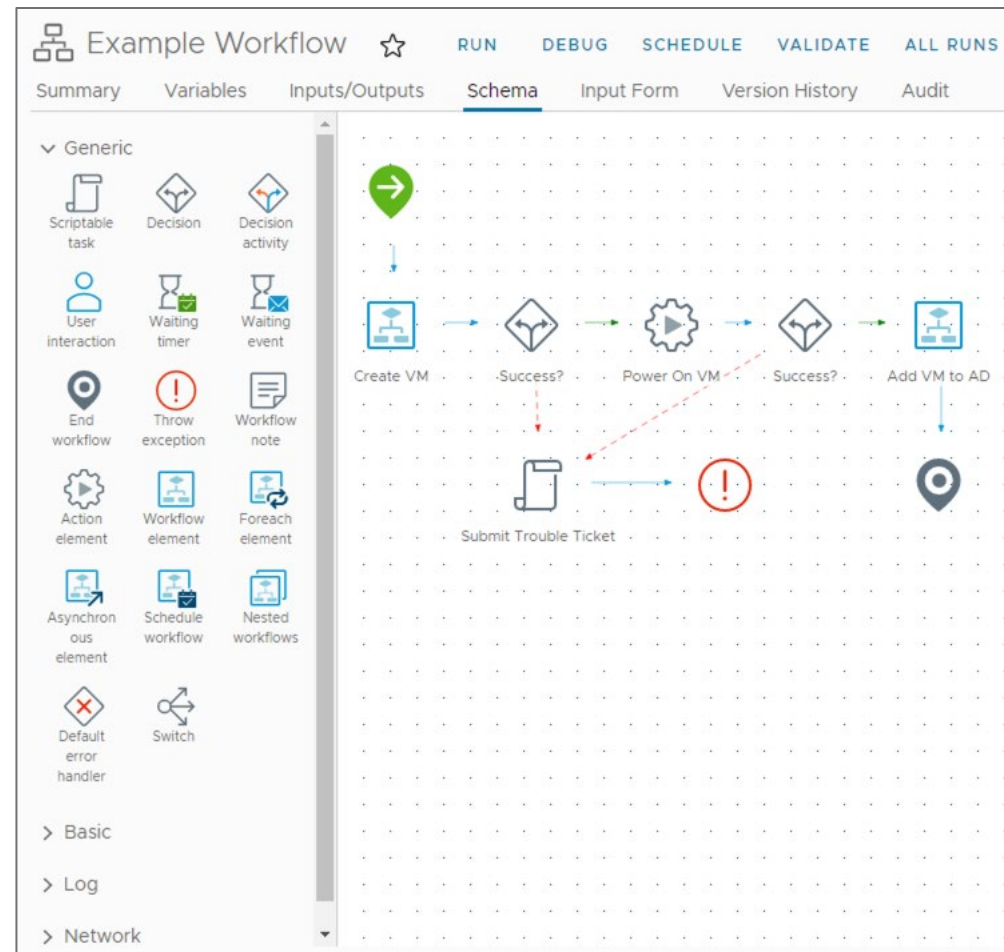 Example Workflow
RUN DEBUG SCHEDULE VALIDATE ALL RUNS
Summary Variables Inputs/Outputs Schema Input Form Version History Audit
Generic
Scriptable
task
Decision
Decision
activity
User
interaction
Waiting
timer
Waiting
event
End
workflow
Throw
exception
Workflow
note
Action
element
Workflow
element
Foreach
element
Asynchron
ous
element
Schedule
workflow
Nested
workflows
Default
error
handler
Switch
Basic
Log
Network
Create VM
Success?
Power On VM
Success?
Add VM to AD
Submit Trouble Ticket